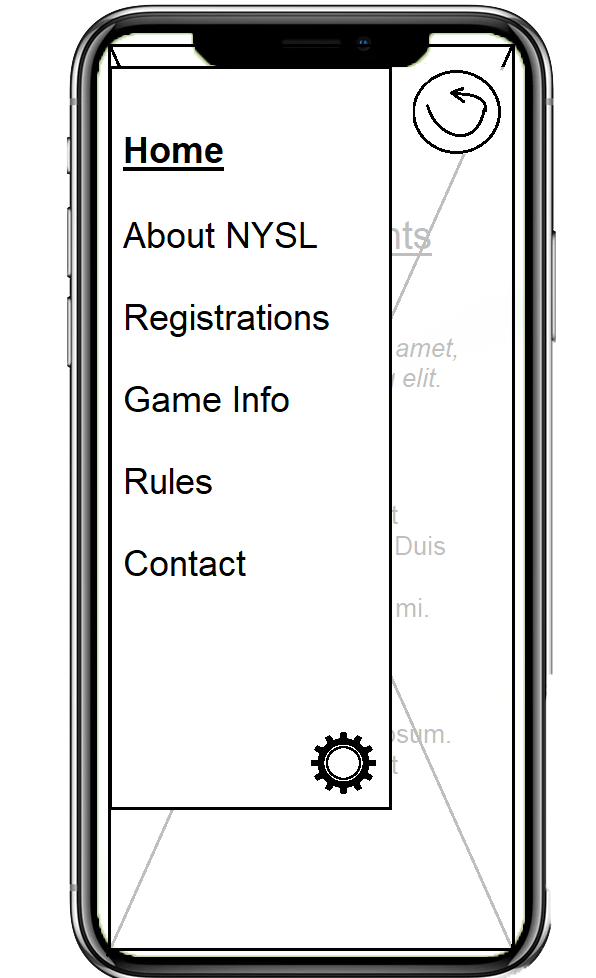 Home
About NYSL
nts
Registrations
amet,
elit.
Game Info
Rules
t
Duis
Contact
mi.
osum.
t